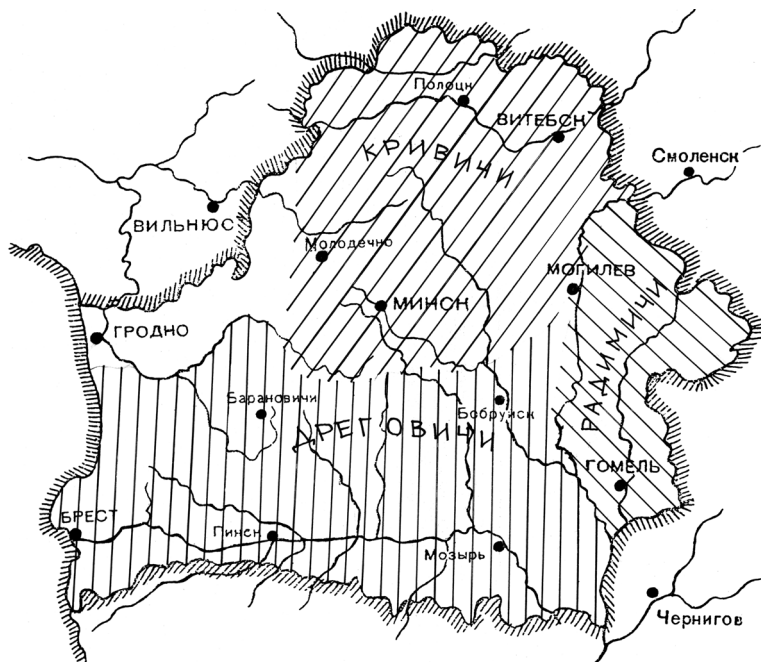 Полоцк
ВИТЕБСК
КРИВИЧИ
Смоленск
ВИЛЬНЮС
Молодечно
МОГИЛЕВ
МИНСК
РАДИМИЧИ
ГРОДНО
Барановичи
Бобруйск
ДРЕГОВИЧИ
ГОМЕЛЬ
БРЕСТ
Пинск
Мозырь
Чернигов